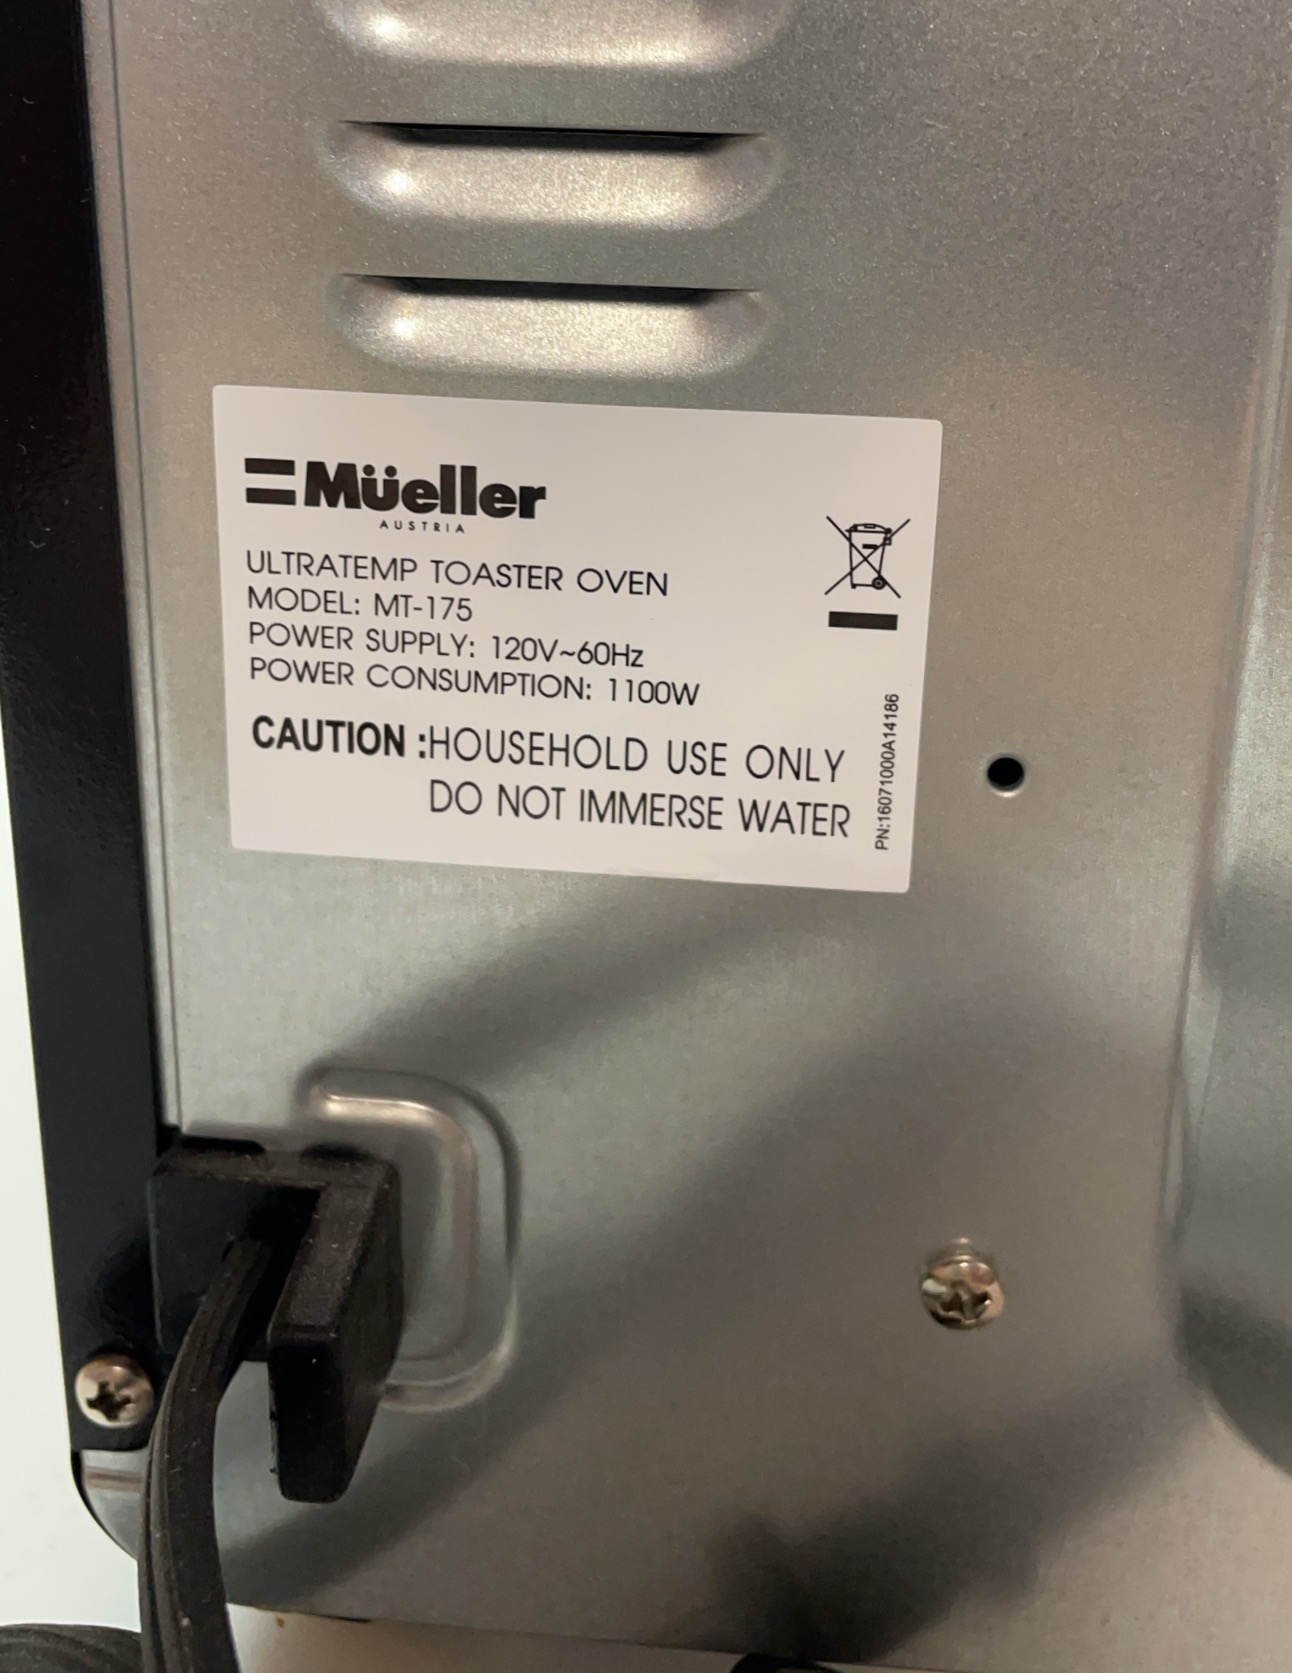 Müeller
AUSTRIA
ULTRATEMP TOASTER OVEN
MODEL: MT-175
POWER SUPPLY: 120V~60Hz
POWER CONSUMPTION: 1100W
CAUTION :HOUSEHOLD USE ONLY
DO NOT IMMERSE WATER
PN:16071000A14186